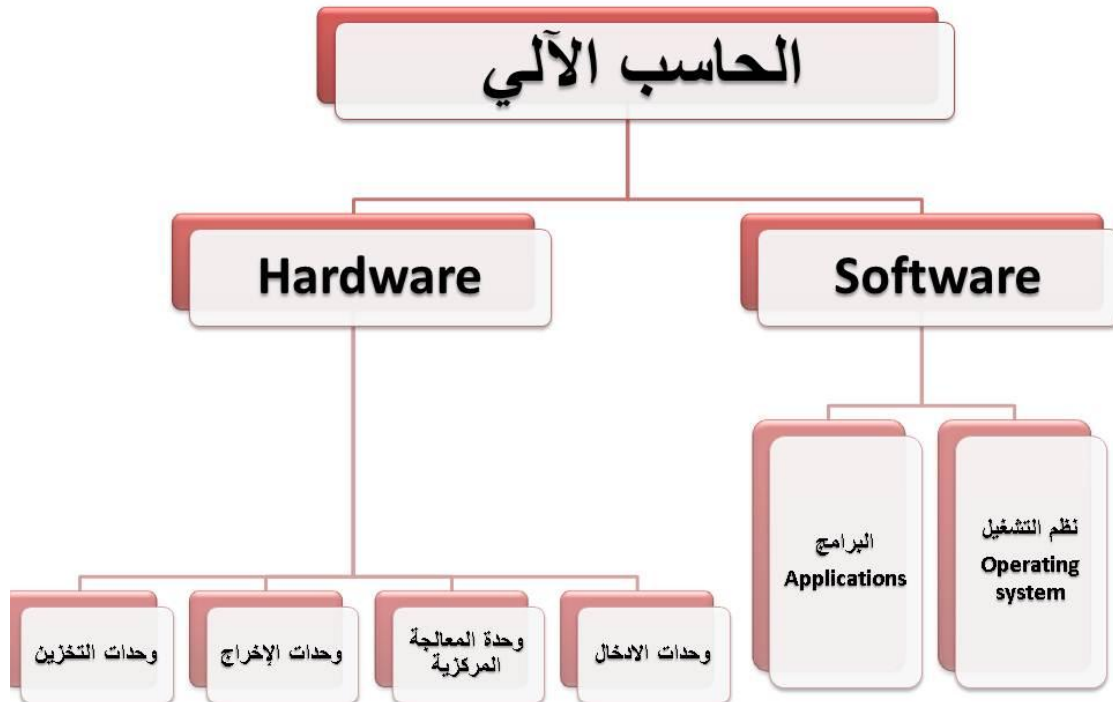 الحاسب الآلي
Software
Hardware
نظم التشغيل
Operating
system
البرامج
Applications
وحدات الادخال
وحدة المعالجة
المركزية
وحدات الإخراج
وحدات التخزين